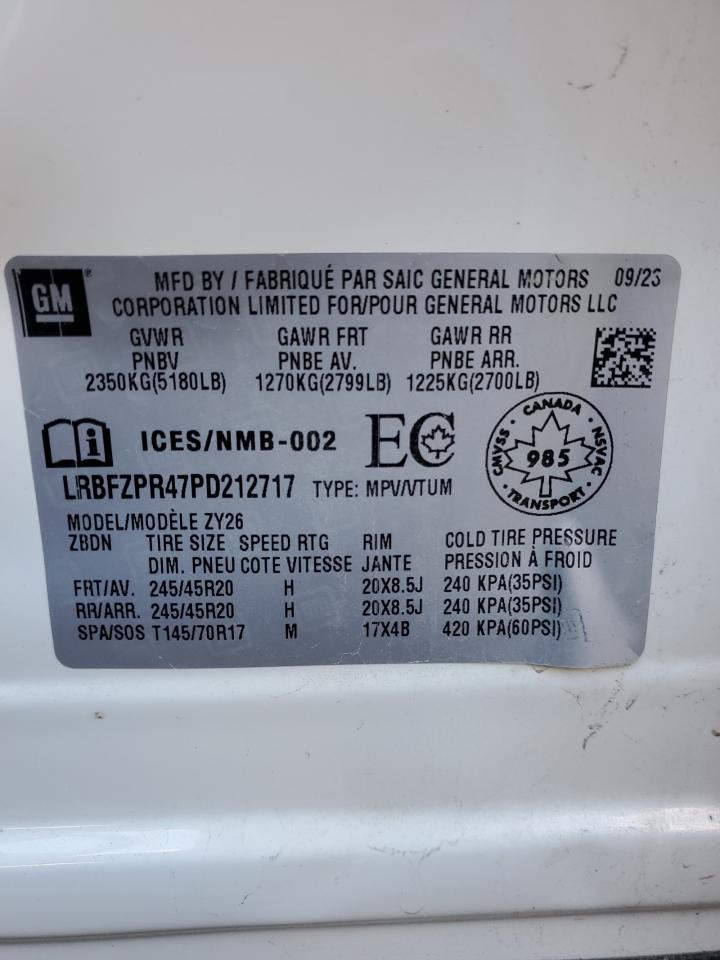 GM ®
MFD BY / FABRIQUÉ PAR SAIC GENERAL MOTORS 09/23
CORPORATION LIMITED FOR/POUR GENERAL MOTORS LLC
GVWR GAWR FRT GAWR RR
PNBV PNBE AV. PNBE ARR.
2350KG(5180LB) 1270KG(2799LB) 1225KG(2700LB)
i ICES/NMB-002 EC
CANADA
CMVSS 985 NSVAC
TRANSPORT
LRBFZPR47PD212717 TYPE: MPV/VTUM
MODEL/MODÈLE ZY26
ZBDN TIRE SIZE SPEED RTG RIM COLD TIRE PRESSURE
DIM. PNEU COTE VITESSE JANTE PRESSION À FROID
FRT/AV. 245/45R20 H 20X8.5J 240 KPA(35PSI)
RR/ARR. 245/45R20 H 20X8.5J 240 KPA(35PSI)
SPA/SOS T145/70R17 M 17X4B 420 KPA(60PSI)